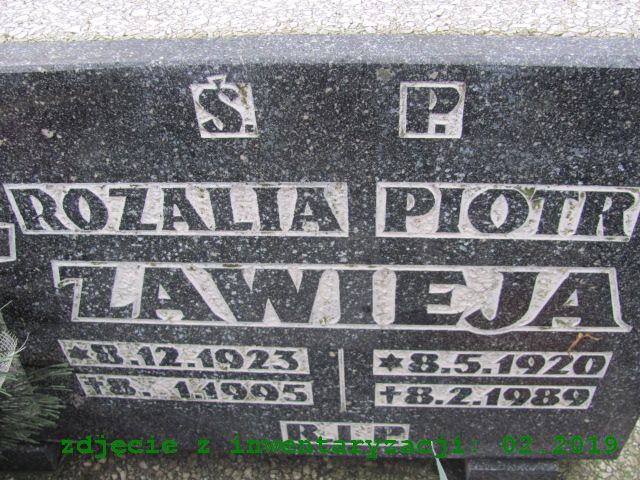 Ś. P.
ROZALIA PIOTR
ZAWIEJA
*8.12.1923 *8.5.1920
†8. 1.1995 †8.2.1989
R.I.P.
zdjęcie z inwentaryzacji: 02.2019